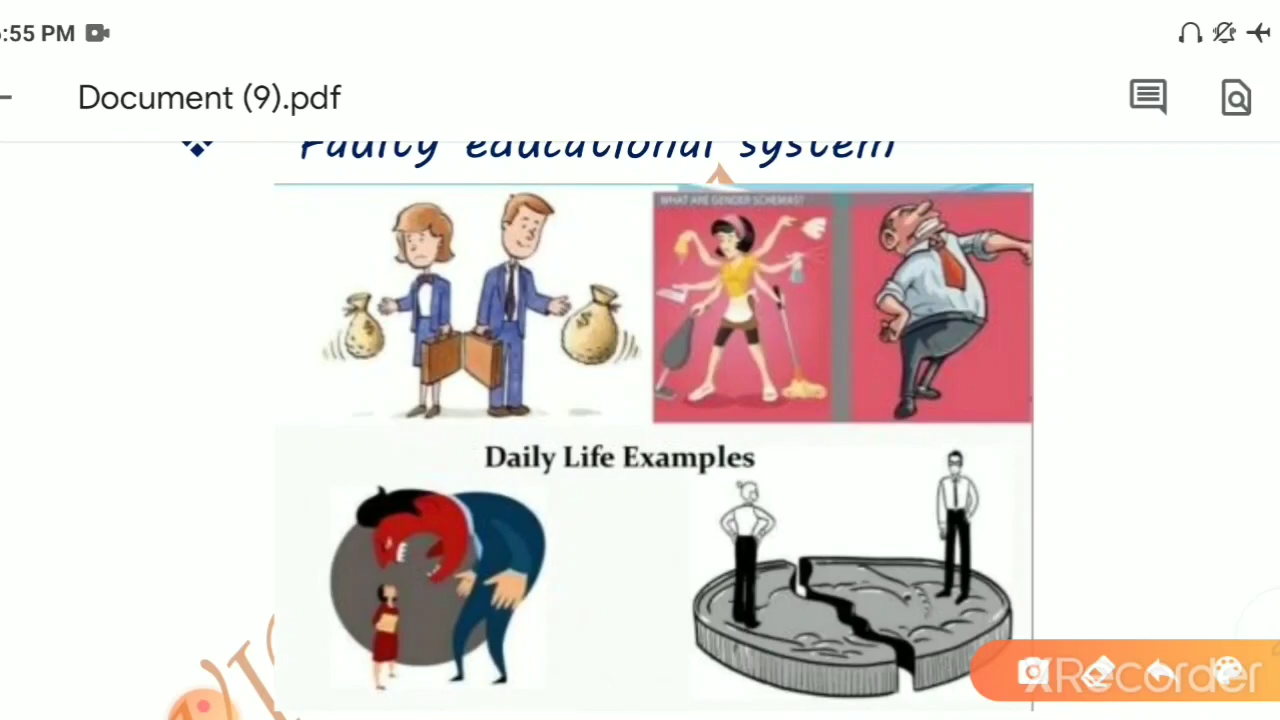 :55 PM
Document (9).pdf
Faulty educational system
WHAT ARE GENDER SCHEMAS?
Daily Life Examples
XRecorder